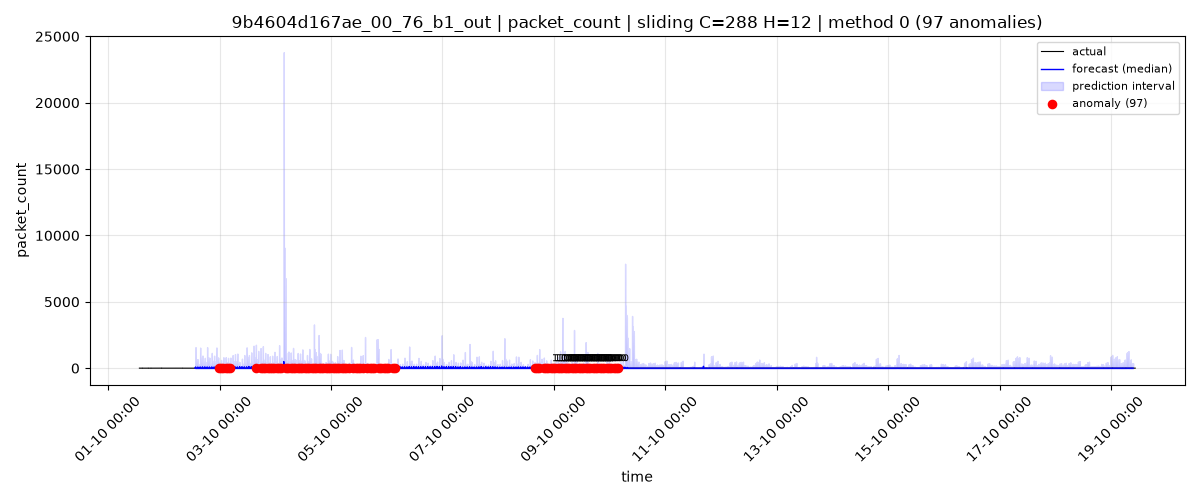 9b4604d167ae_00_76_b1_out | packet_count | sliding C=288 H=12 | method 0 (97 anomalies)
actual
forecast (median)
prediction interval
anomaly (97)
packet_count
25000
20000
15000
10000
5000
0
01-10 00:00
03-10 00:00
05-10 00:00
07-10 00:00
09-10 00:00
11-10 00:00
13-10 00:00
15-10 00:00
17-10 00:00
19-10 00:00
time